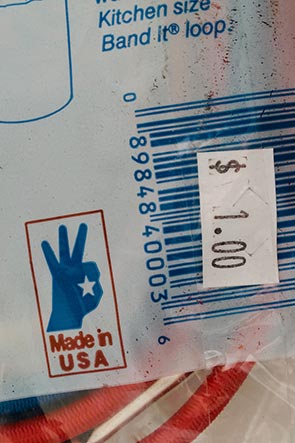 Kitchen size
Band it® loop.
0 89848 40003 6
$ 1.00
Made in
USA